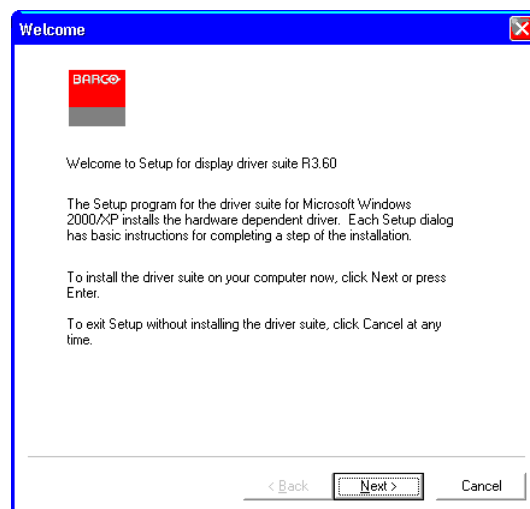 Welcome
BARCO
Welcome to Setup for display driver suite R3.60
The Setup program for the driver suite for Microsoft Windows
2000/XP installs the hardware dependent driver.  Each Setup dialog
has basic instructions for completing a step of the installation.
To install the driver suite on your computer now, click Next or press
Enter.
To exit Setup without installing the driver suite, click Cancel at any
time.
< Back
Next >
Cancel